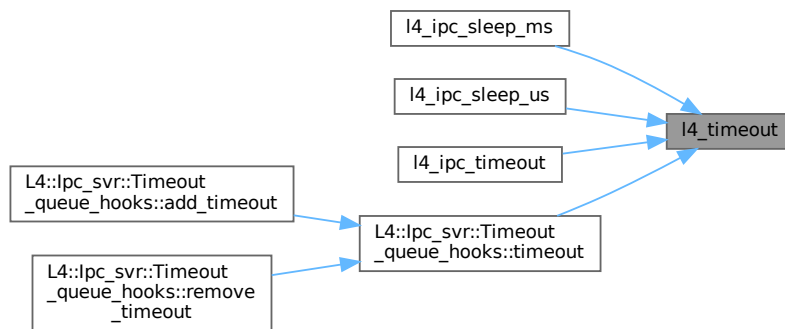 l4_ipc_sleep_ms
l4_ipc_sleep_us
l4_timeout
l4_ipc_timeout
L4::Ipc_svr::Timeout
_queue_hooks::add_timeout
L4::Ipc_svr::Timeout
_queue_hooks::timeout
L4::Ipc_svr::Timeout
_queue_hooks::remove
_timeout